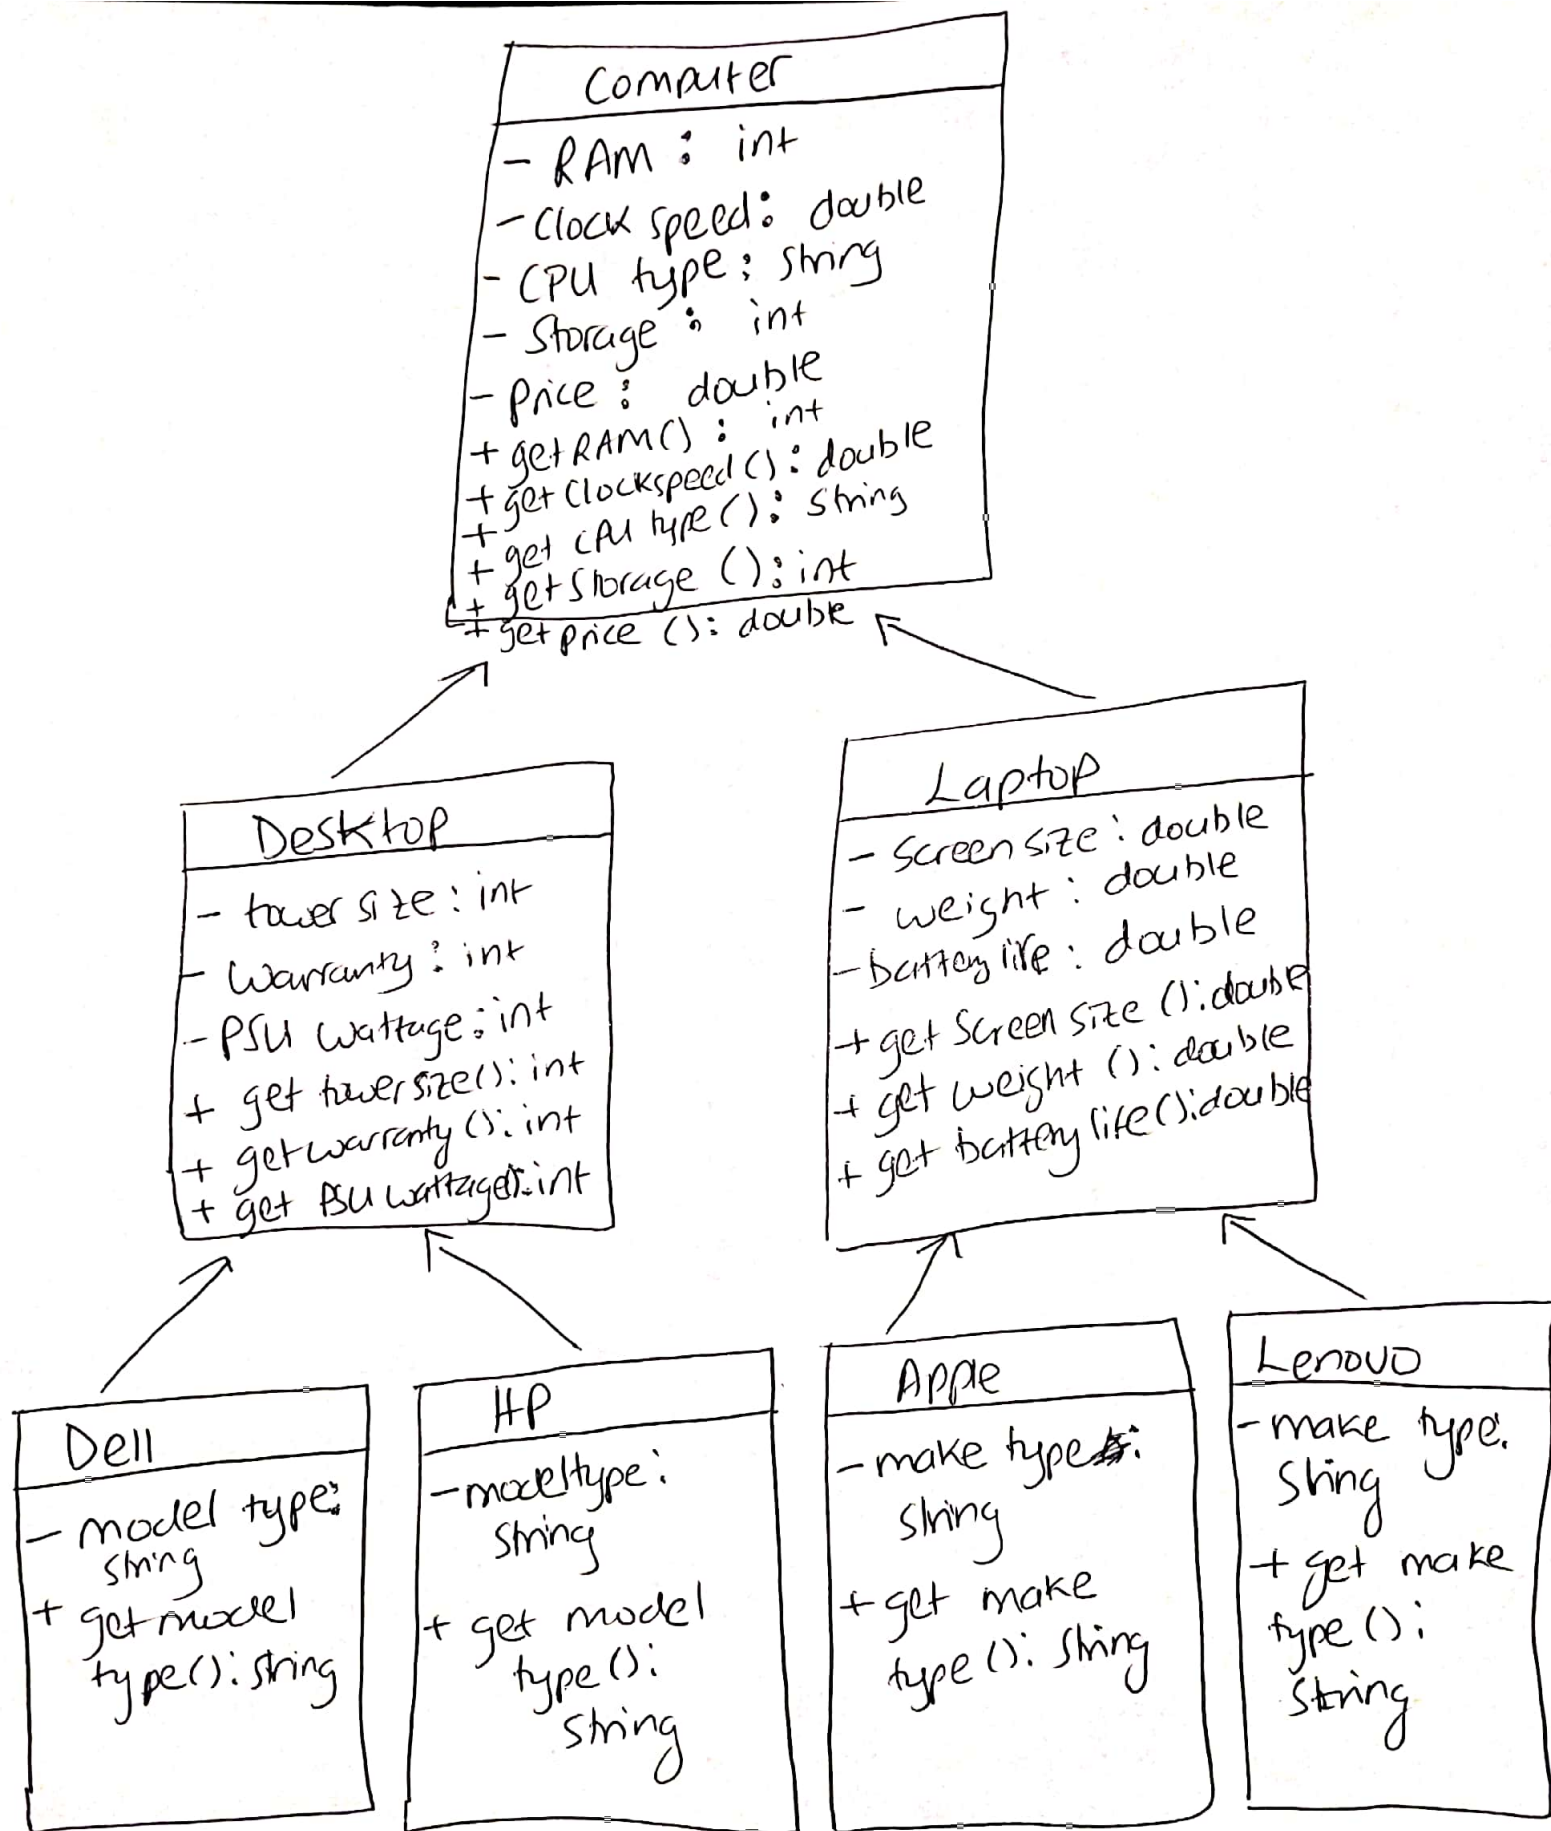 Computer
- RAM : int
- Clock speed: double
- CPU type: string
- Storage : int
- Price : double
+ getRAM() : int
+ getClockspeed(): double
+
+ get CPU type(): String
+ getStorage (): int
+ get price (): double
Desktop
- tower size: int
- Warranty: int
- PSU Wattage: int
+ get tower size(): int
+ get warranty (): int
+ get PSU wattage(): int
Laptop
- Screen size: double
- weight: double
- battery life: double
+ get Screen size (): double
+ get weight (): double
+ get battery life(): double
Dell
- model type:
string
+ get model
type(): string
HP
- modeltype:
string
+ get model
type():
string
Apple
- make type:
string
+ get make
type(): string
Lenovo
- make type:
string
+ get make
type():
String